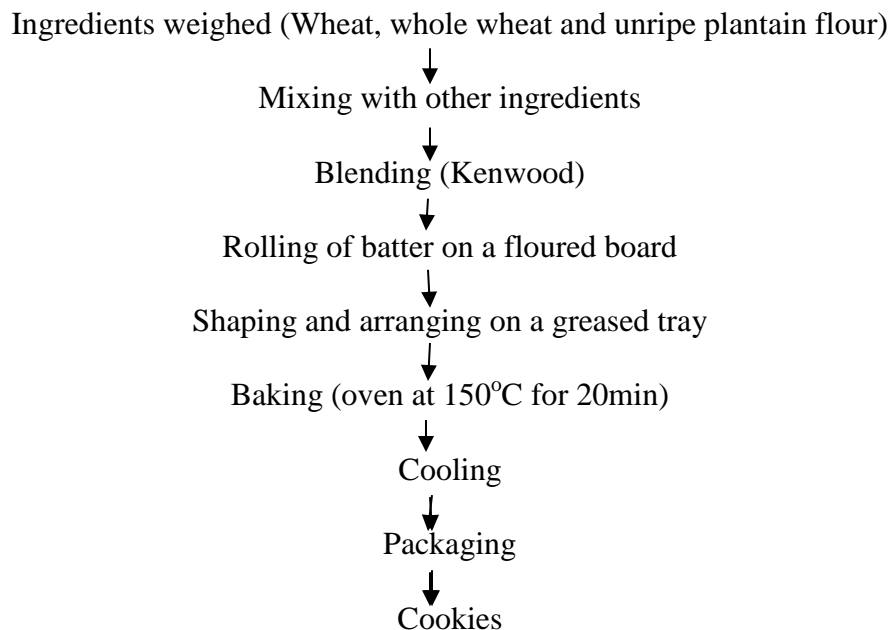 Ingredients weighed (Wheat, whole wheat and unripe plantain flour)
Mixing with other ingredients
Blending (Kenwood)
Rolling of batter on a floured board
Shaping and arranging on a greased tray
Baking (oven at 150°C for 20min)
Cooling
Packaging
Cookies